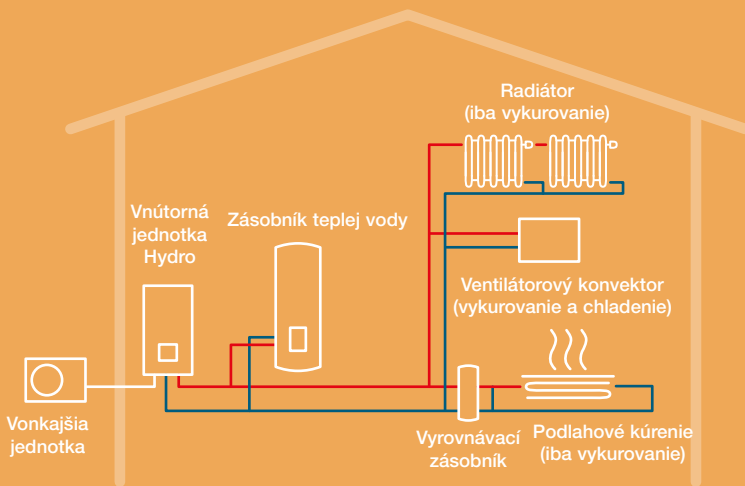 Radiátor
(iba vykurovanie)
Vnútorná
jednotka
Hydro
Zásobník teplej vody
Ventilátorový konvektor
(vykurovanie a chladenie)
Vonkajšia
jednotka
Vyrovnávací
zásobník
Podlahové kúrenie
(iba vykurovanie)